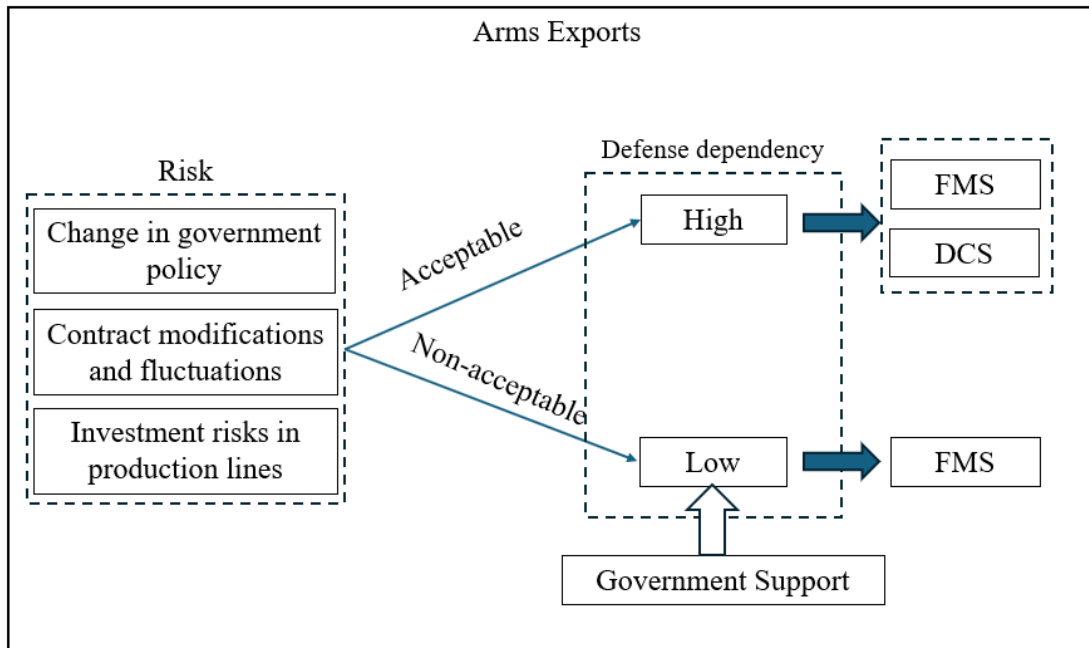 Arms Exports
Risk
Change in government
policy
Contract modifications
and fluctuations
Investment risks in
production lines
Acceptable
Non-acceptable
Defense dependency
High
Low
FMS
DCS
FMS
Government Support